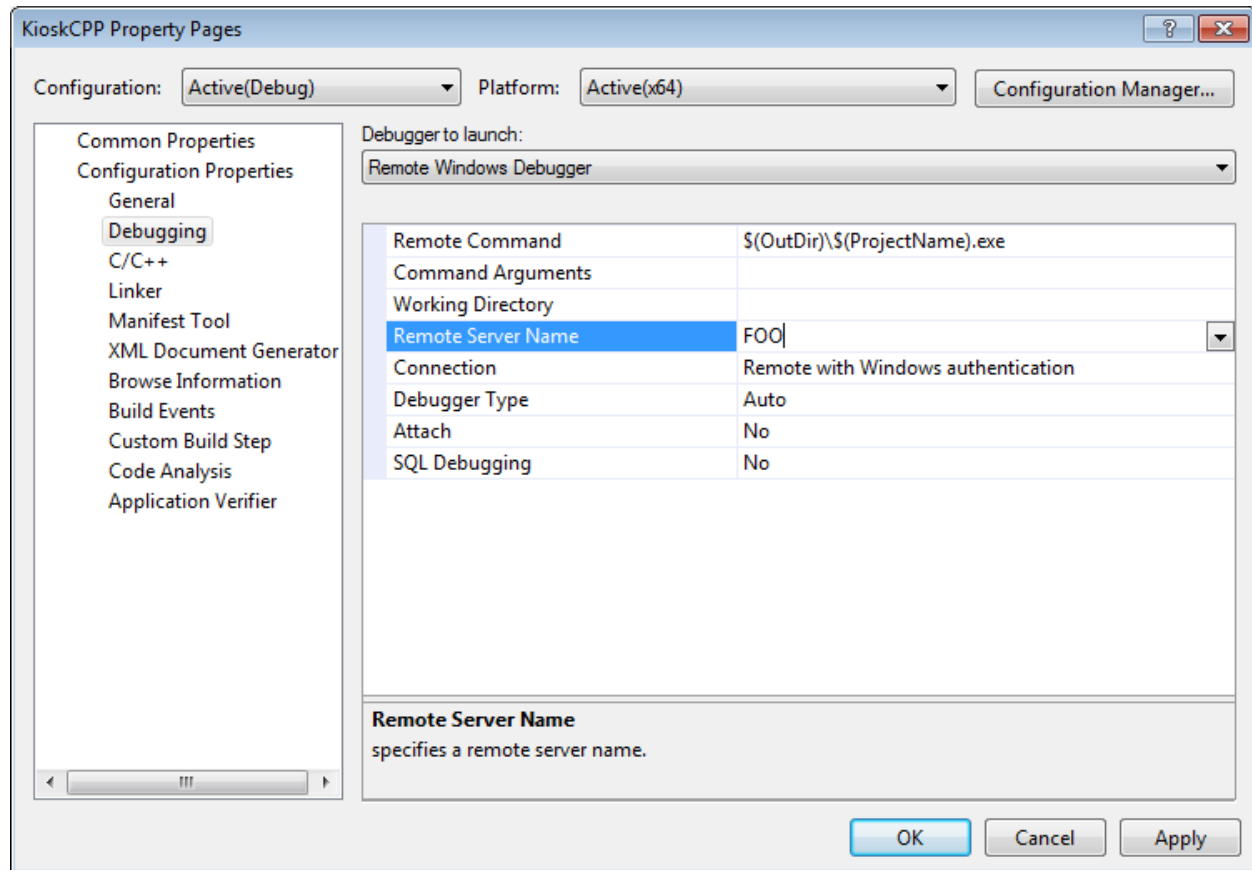 KioskCPP Property Pages
Configuration: Active(Debug) Platform: Active(x64) Configuration Manager...
Common Properties
Configuration Properties
General
Debugging
C/C++
Linker
Manifest Tool
XML Document Generator
Browse Information
Build Events
Custom Build Step
Code Analysis
Application Verifier
Debugger to launch:
Remote Windows Debugger
Remote Command $(OutDir)\$(ProjectName).exe
Command Arguments
Working Directory
Remote Server Name FOO
Connection Remote with Windows authentication
Debugger Type Auto
Attach No
SQL Debugging No
Remote Server Name
specifies a remote server name.
OK Cancel Apply